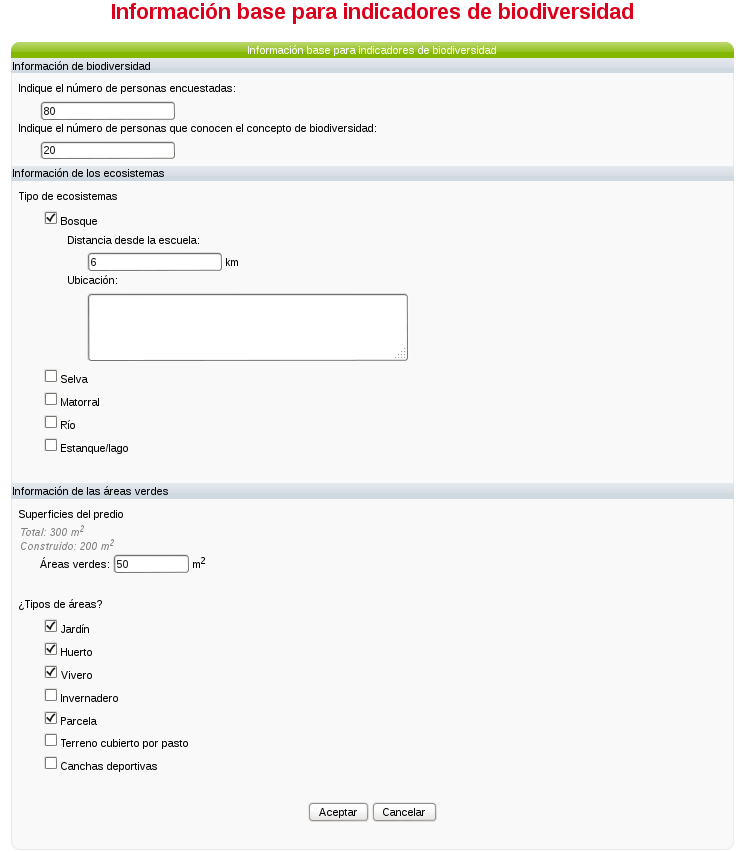 Información base para indicadores de biodiversidad
Información base para indicadores de biodiversidad
Información de biodiversidad
Indique el número de personas encuestadas:
80
Indique el número de personas que conocen el concepto de biodiversidad:
20
Información de los ecosistemas
Tipo de ecosistemas
Bosque
Distancia desde la escuela:
6 km
Ubicación:
Selva
Matorral
Río
Estanque/lago
Información de las áreas verdes
Superficies del predio
Total: 300 m²
Construido: 200 m²
Áreas verdes: 50 m²
¿Tipos de áreas?
Jardín
Huerto
Vivero
Invernadero
Parcela
Terreno cubierto por pasto
Canchas deportivas
Aceptar Cancelar